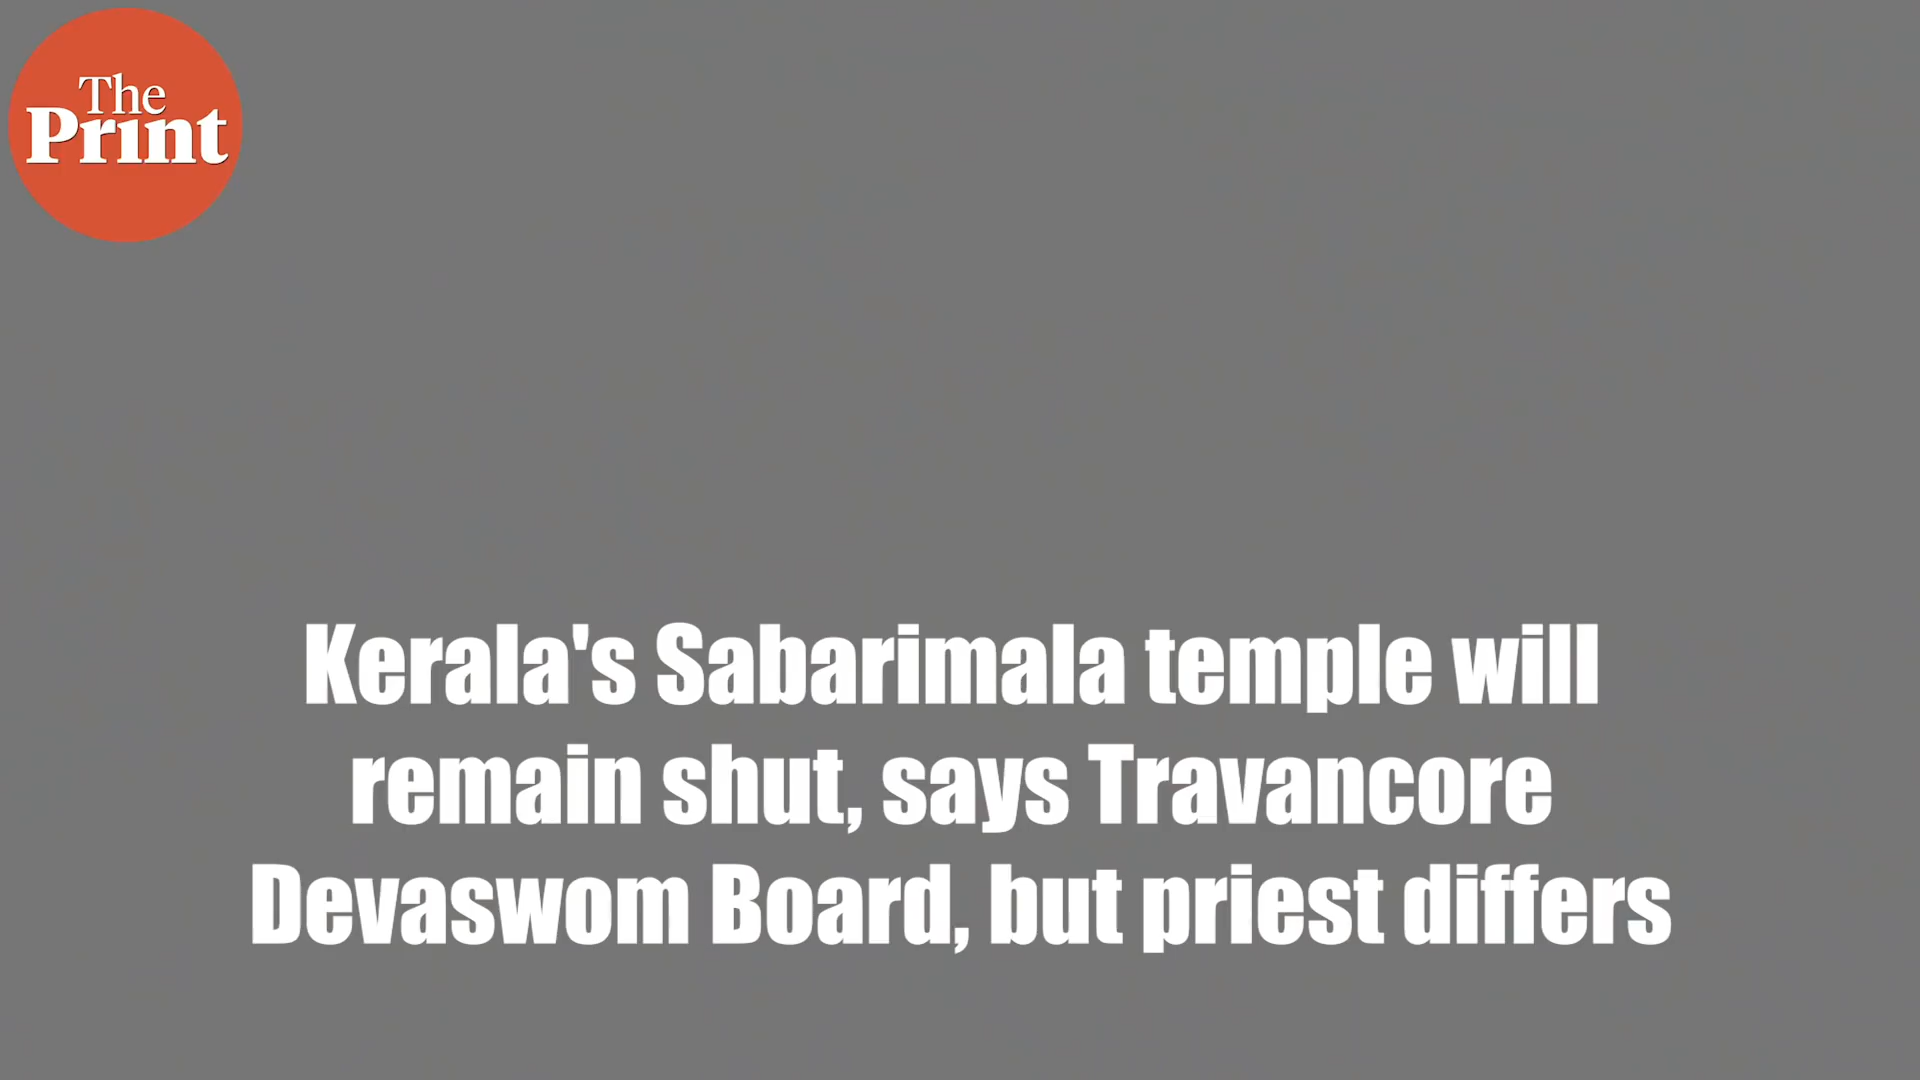 The
Print
Kerala's Sabarimala temple will
remain shut, says Travancore
Devaswom Board, but priest differs